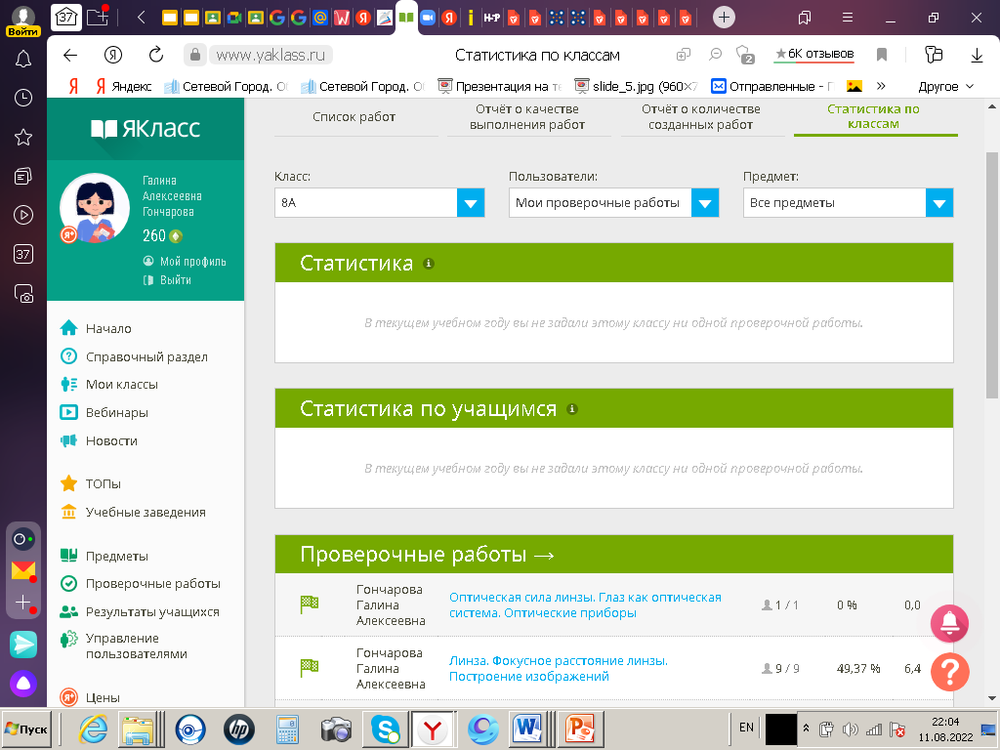 37
Войти
www.yaklass.ru
Статистика по классам
2
★6К отзывов
Яндекс
Сетевой Город. О
Сетевой Город. О
Презентация на те
slide_5.jpg (960×7
Отправленные - П
»
Другое
37
ЯКласс
Галина
Алексеевна
Гончарова
260
Мой профиль
Выйти
Начало
Справочный раздел
Мои классы
Вебинары
Новости
ТОПы
Учебные заведения
Предметы
Проверочные работы
Результаты учащихся
Управление
пользователями
Цены
Список работ
Отчёт о качестве
выполнения работ
Отчёт о количестве
созданных работ
Статистика по
классам
Класс:
8А
Пользователи:
Мои проверочные работы
Предмет:
Все предметы
Статистика
В текущем учебном году вы не задали этому классу ни одной проверочной работы.
Статистика по учащимся
В текущем учебном году вы не задали этому классу ни одной проверочной работы.
Проверочные работы →
Гончарова
Галина
Алексеевна
Оптическая сила линзы. Глаз как оптическая
система. Оптические приборы
1 / 1
0 %
0,0
Гончарова
Галина
Алексеевна
Линза. Фокусное расстояние линзы.
Построение изображений
9 / 9
49,37 %
6,4
Пуск
EN
22:04
11.08.2022